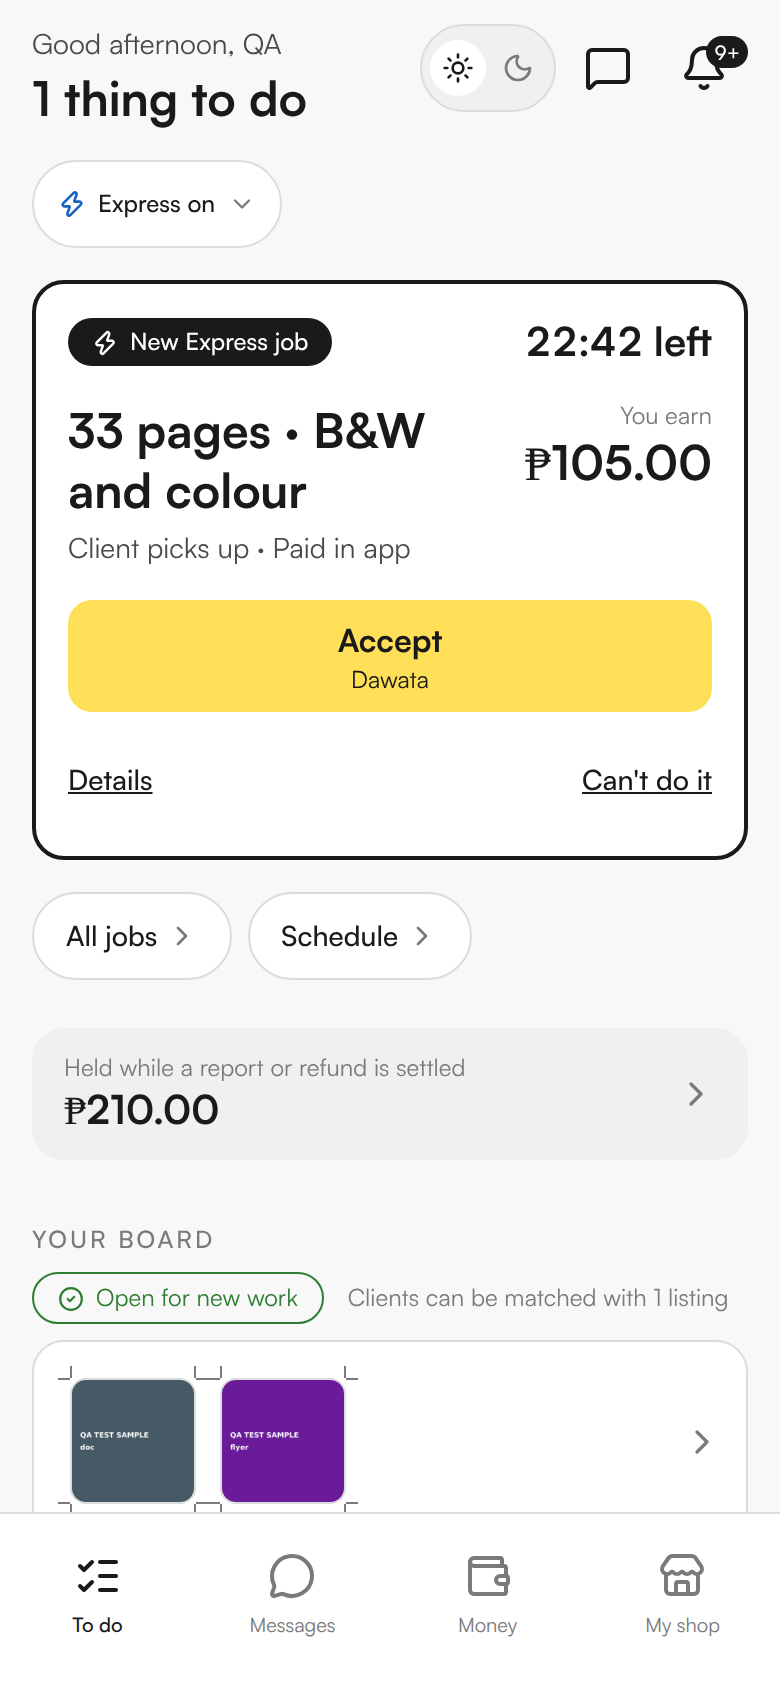 Good afternoon, QA
1 thing to do
9+
Express on
New Express job
22:42 left
33 pages · B&W
and colour
You earn
₱105.00
Client picks up · Paid in app
Accept
Dawata
Details
Can't do it
All jobs
Schedule
Held while a report or refund is settled
₱210.00
YOUR BOARD
Open for new work
Clients can be matched with 1 listing
QA TEST SAMPLE
doc
QA TEST SAMPLE
flyer
To do
Messages
Money
My shop